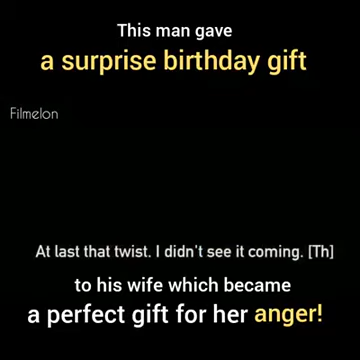 This man gave
a surprise birthday gift
Filmelon
At last that twist. I didn't see it coming. [Th]
to his wife which became
a perfect gift for her anger!